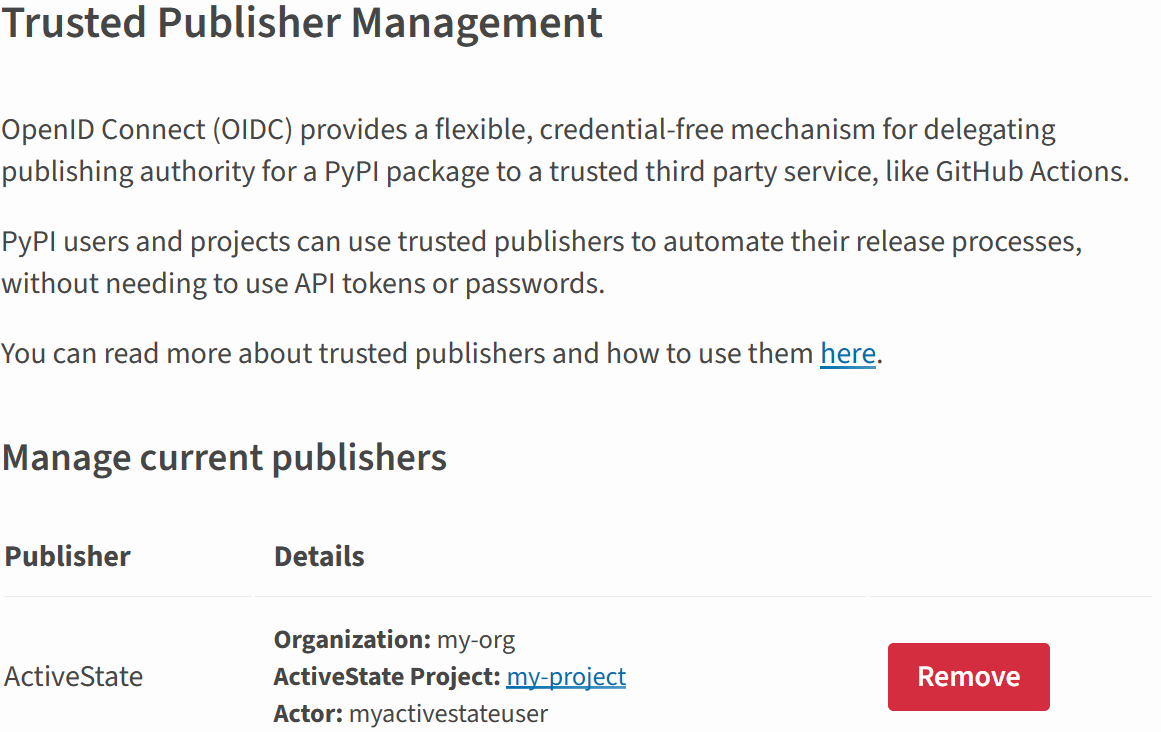 Trusted Publisher Management
OpenID Connect (OIDC) provides a flexible, credential-free mechanism for delegating
publishing authority for a PyPI package to a trusted third party service, like GitHub Actions.
PyPI users and projects can use trusted publishers to automate their release processes,
without needing to use API tokens or passwords.
You can read more about trusted publishers and how to use them here.
Manage current publishers
Publisher Details
Organization: my-org
ActiveState ActiveState Project: my-project Remove
Actor: myactivestateuser